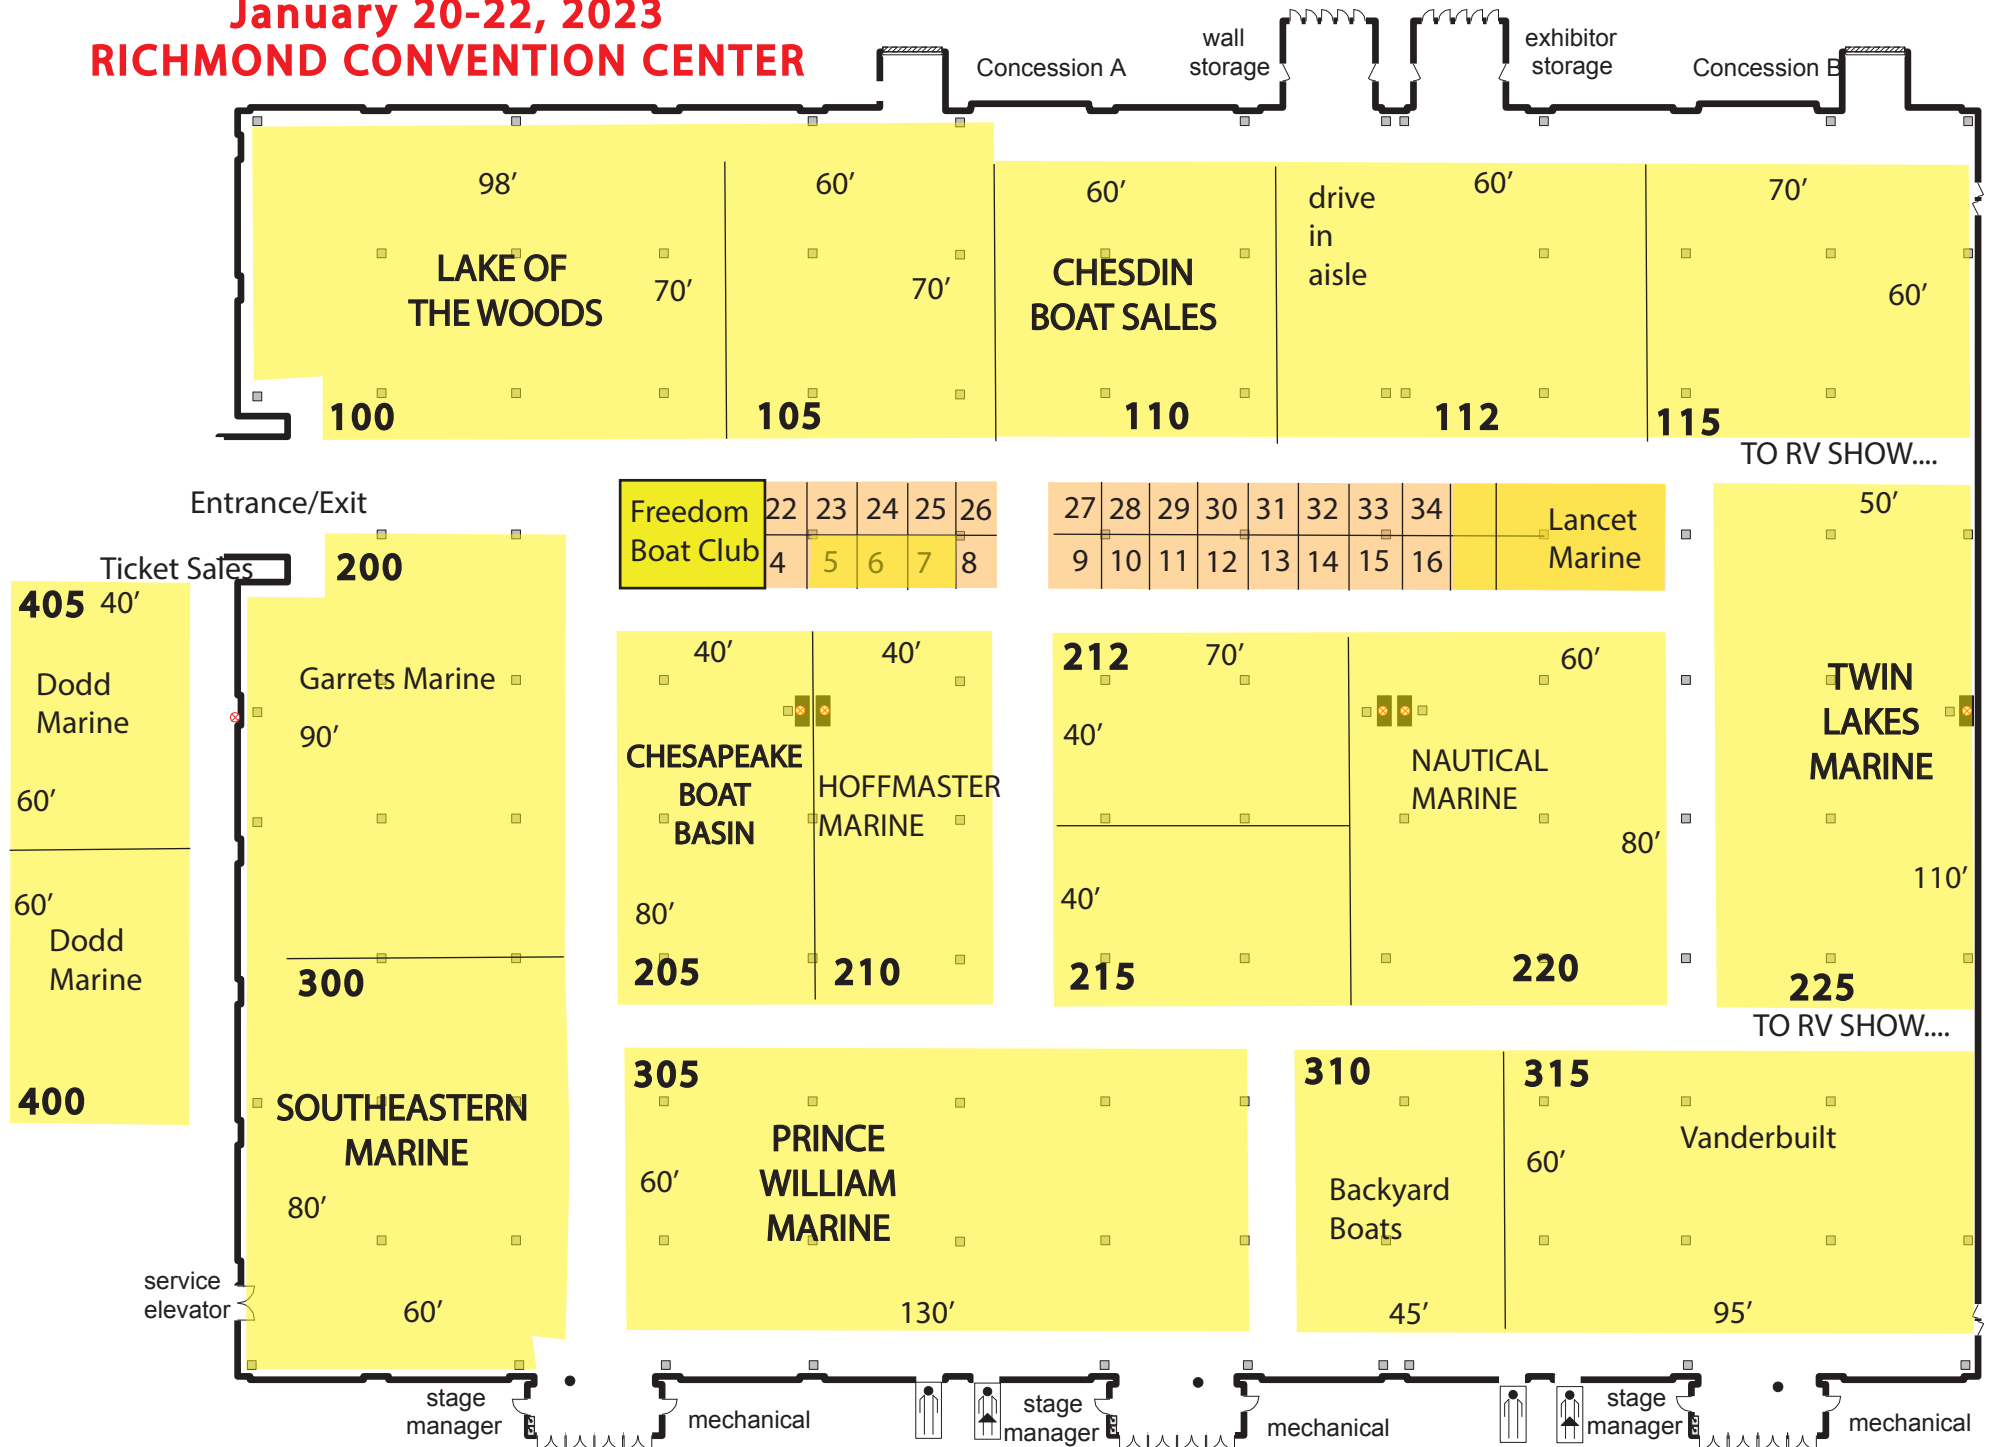 January 20-22, 2023
RICHMOND CONVENTION CENTER
Concession A
wall
storage
exhibitor
storage
Concession B
98’
60’
60’
drive
in
aisle
60’
70’
LAKE OF
THE WOODS
70’
70’
CHESDIN
BOAT SALES
60’
100
105
110
112
115
TO RV SHOW....
Entrance/Exit
Ticket Sales
Freedom
Boat Club
22 23 24 25 26
4 5 6 7 8
27 28 29 30 31 32 33 34
9 10 11 12 13 14 15 16
Lancet
Marine
50’
405 40’
Dodd
Marine
60’
60’
Dodd
Marine
400
200
Garrets Marine
90’
40’
CHESAPEAKE
BOAT
BASIN
80’
205
40’
HOFFMASTER
MARINE
210
212 70’
40’
40’
215
60’
NAUTICAL
MARINE
80’
220
TWIN
LAKES
MARINE
110’
225
TO RV SHOW....
300
SOUTHEASTERN
MARINE
80’
60’
305
PRINCE
WILLIAM
MARINE
60’
130’
310
Backyard
Boats
45’
315
Vanderbuilt
60’
95’
service
elevator
stage
manager
mechanical
stage
manager
mechanical
stage
manager
mechanical